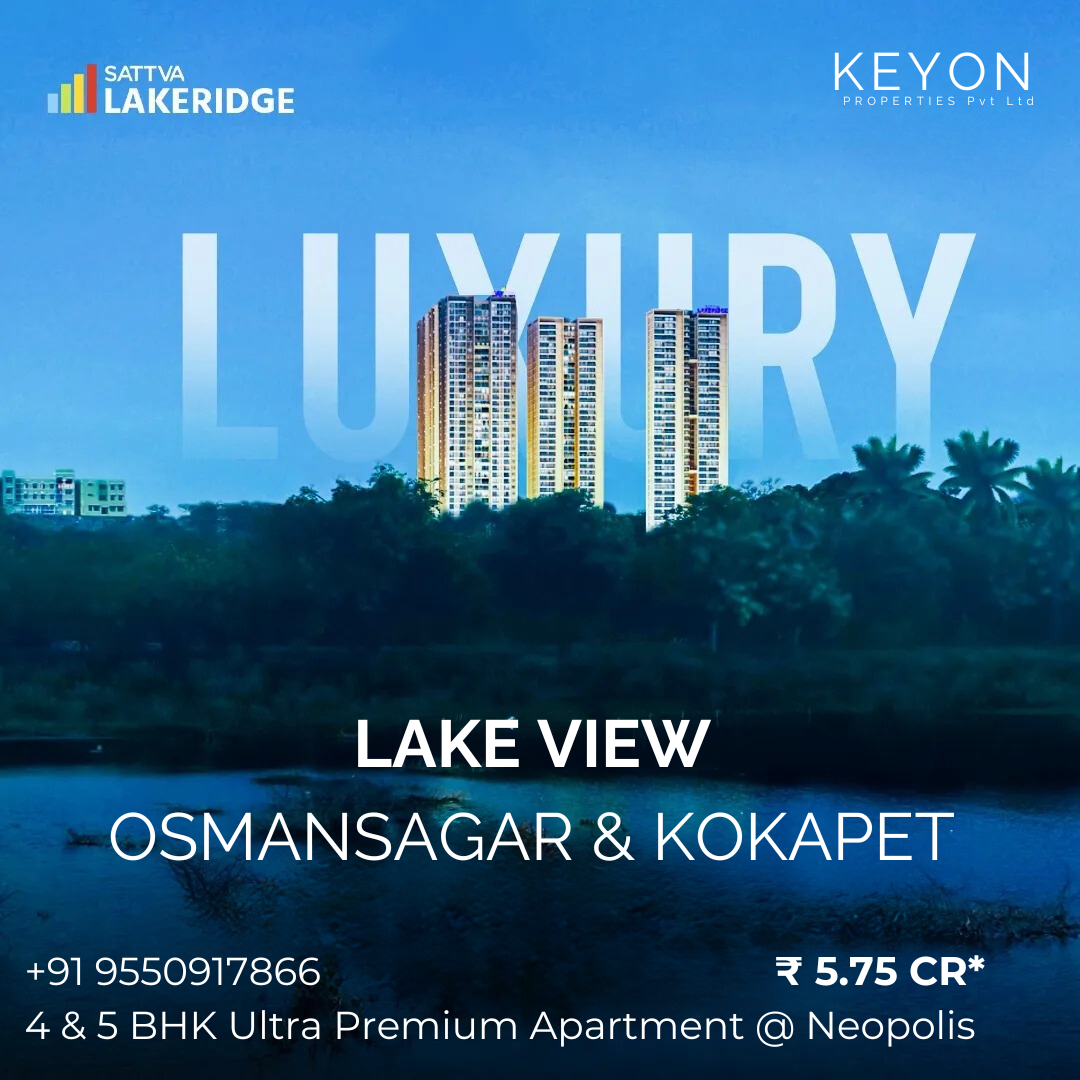 SATTVA
LAKERIDGE
KEYON
PROPERTIES Pvt Ltd
LUXURY
LAKE VIEW
OSMANSAGAR & KOKAPET
+91 9550917866
₹ 5.75 CR*
4 & 5 BHK Ultra Premium Apartment @ Neopolis